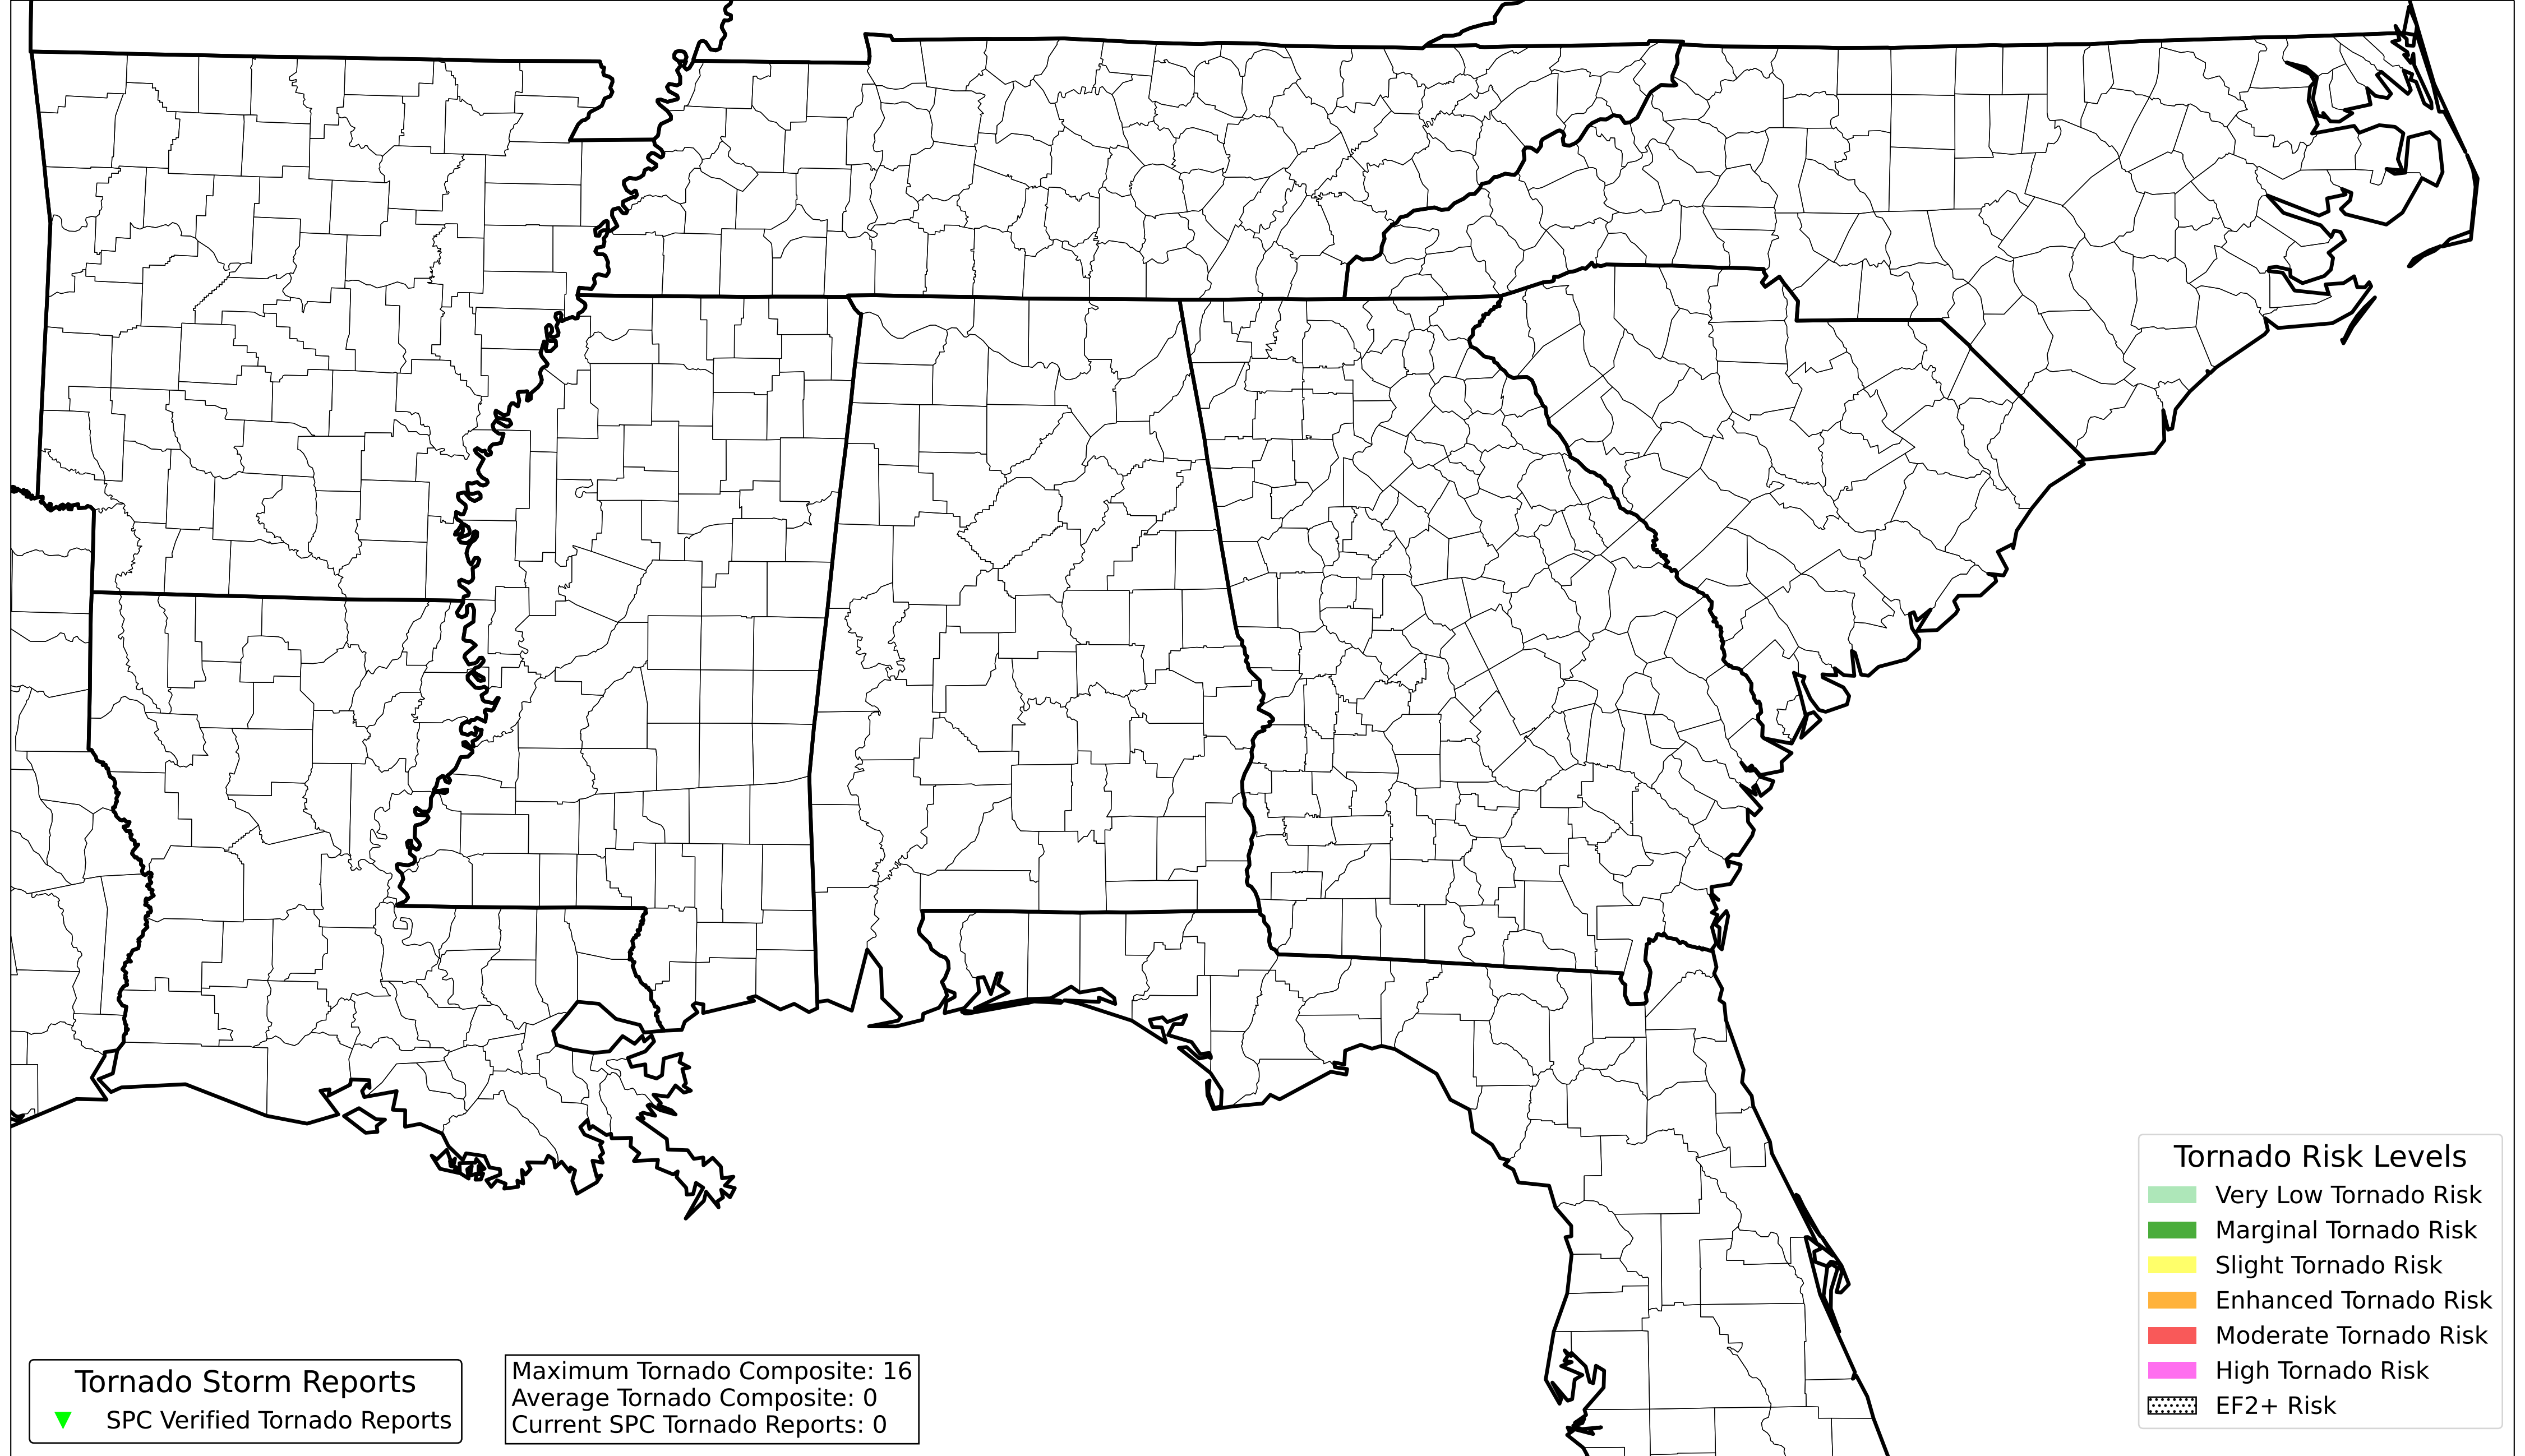 Tornado Risk Levels
Very Low Tornado Risk
Marginal Tornado Risk
Slight Tornado Risk
Enhanced Tornado Risk
Moderate Tornado Risk
High Tornado Risk
EF2+ Risk
Tornado Storm Reports
SPC Verified Tornado Reports
Maximum Tornado Composite: 16
Average Tornado Composite: 0
Current SPC Tornado Reports: 0